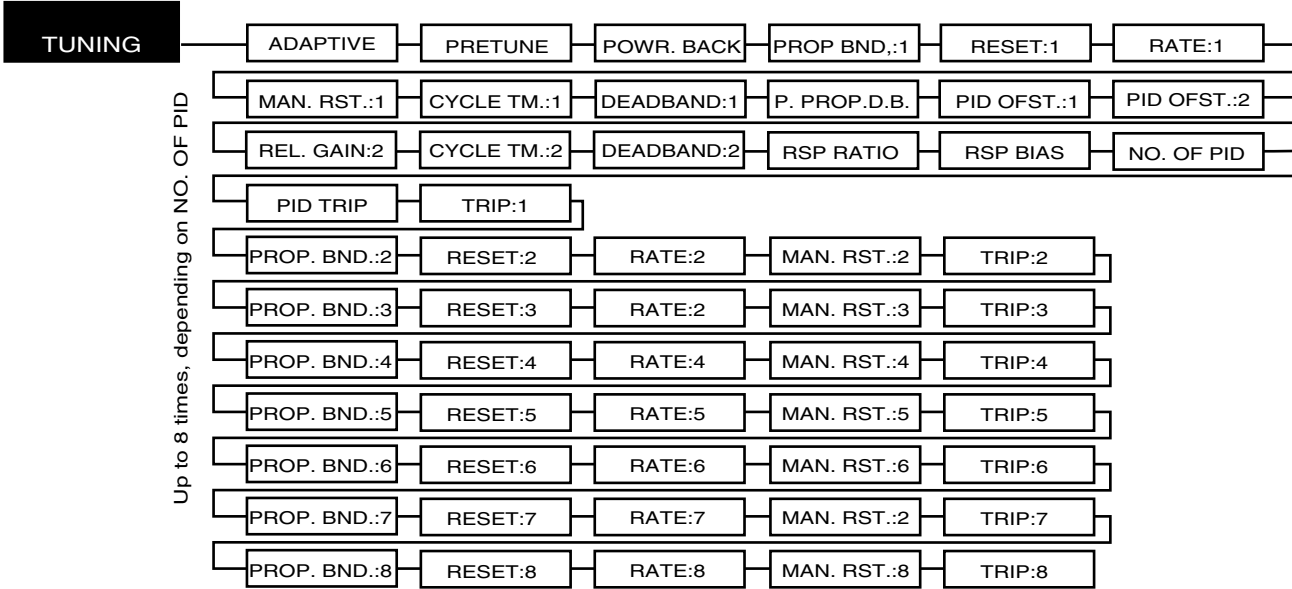 TUNING
ADAPTIVE PRETUNE POWR. BACK PROP BND,:1 RESET:1 RATE:1
MAN. RST.:1 CYCLE TM.:1 DEADBAND:1 P. PROP.D.B. PID OFST.:1 PID OFST.:2
REL. GAIN:2 CYCLE TM.:2 DEADBAND:2 RSP RATIO RSP BIAS NO. OF PID
PID TRIP TRIP:1
PROP. BND.:2 RESET:2 RATE:2 MAN. RST.:2 TRIP:2
PROP. BND.:3 RESET:3 RATE:2 MAN. RST.:3 TRIP:3
PROP. BND.:4 RESET:4 RATE:4 MAN. RST.:4 TRIP:4
PROP. BND.:5 RESET:5 RATE:5 MAN. RST.:5 TRIP:5
PROP. BND.:6 RESET:6 RATE:6 MAN. RST.:6 TRIP:6
PROP. BND.:7 RESET:7 RATE:7 MAN. RST.:2 TRIP:7
PROP. BND.:8 RESET:8 RATE:8 MAN. RST.:8 TRIP:8
Up to 8 times, depending on NO. OF PID